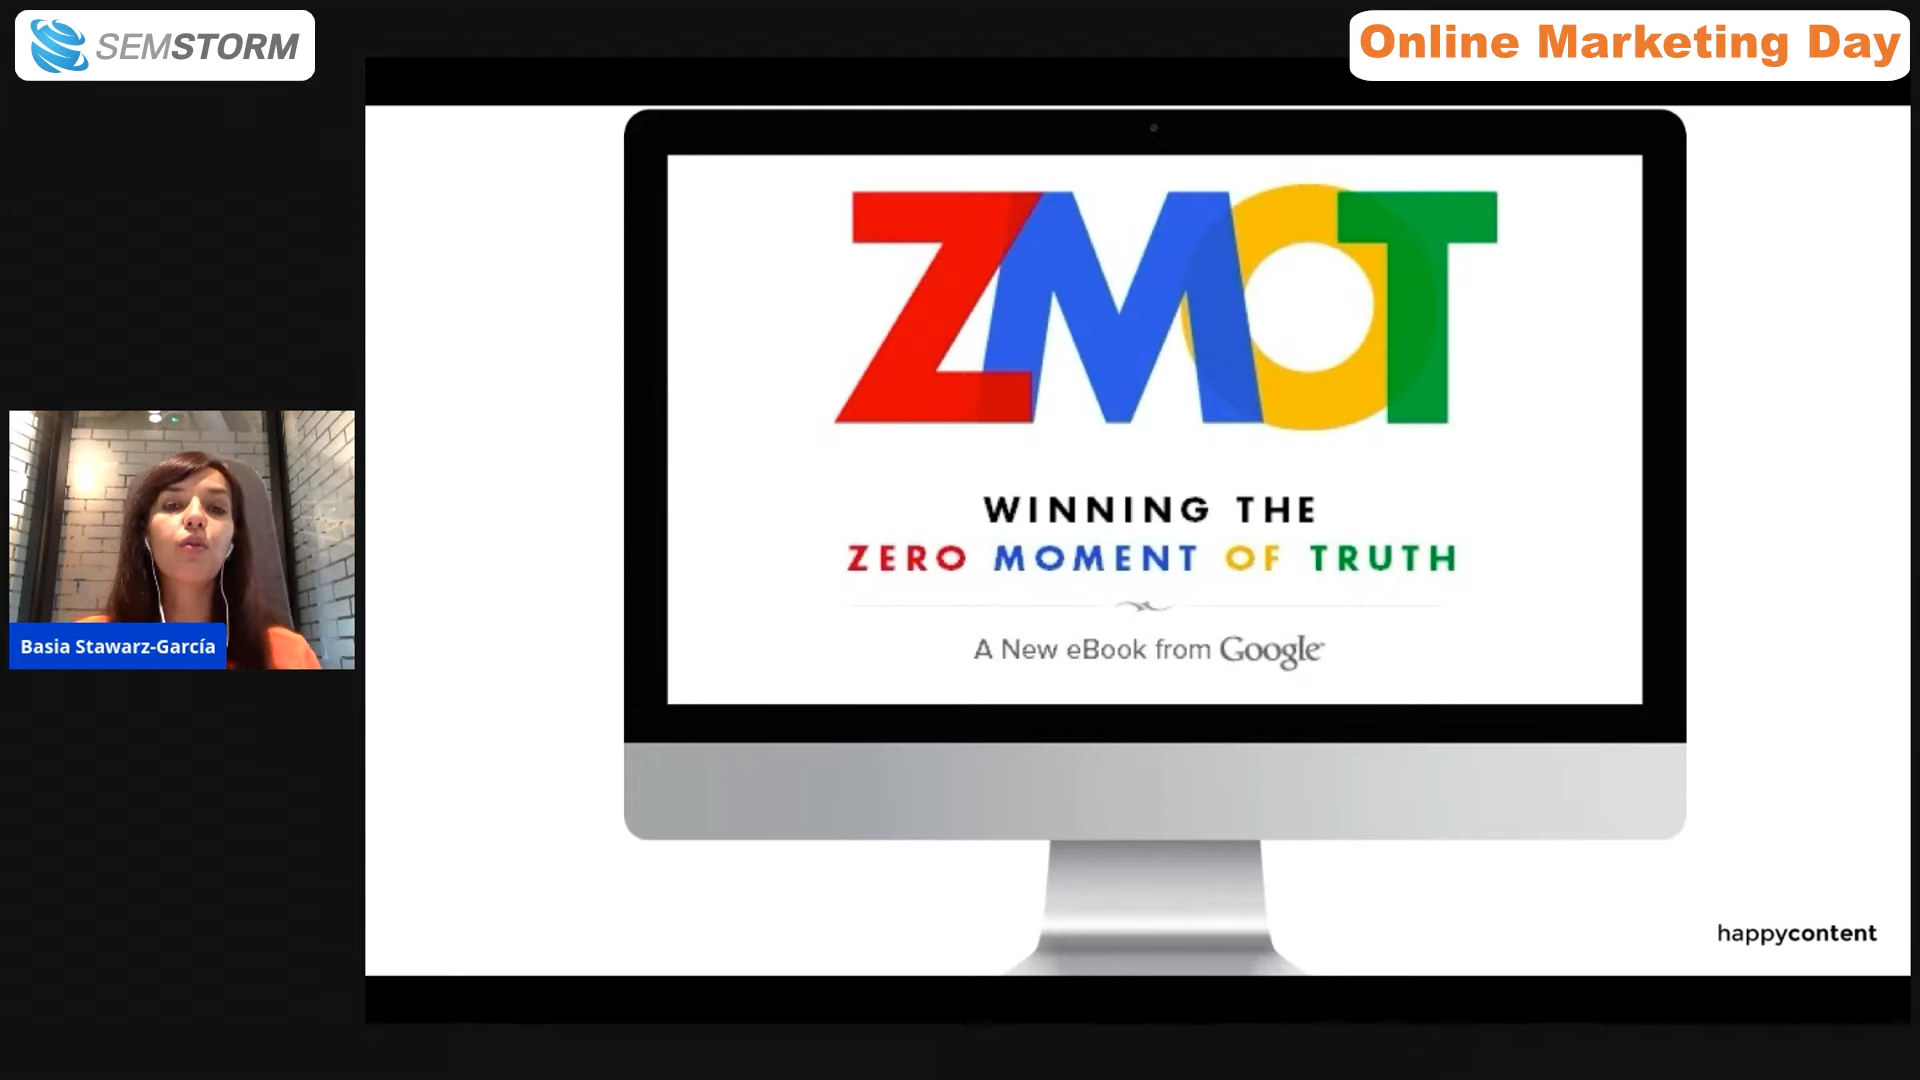 SEMSTORM
Online Marketing Day
ZMOT
WINNING THE
ZERO MOMENT OF TRUTH
A New eBook from Google
Basia Stawarz-García
happycontent